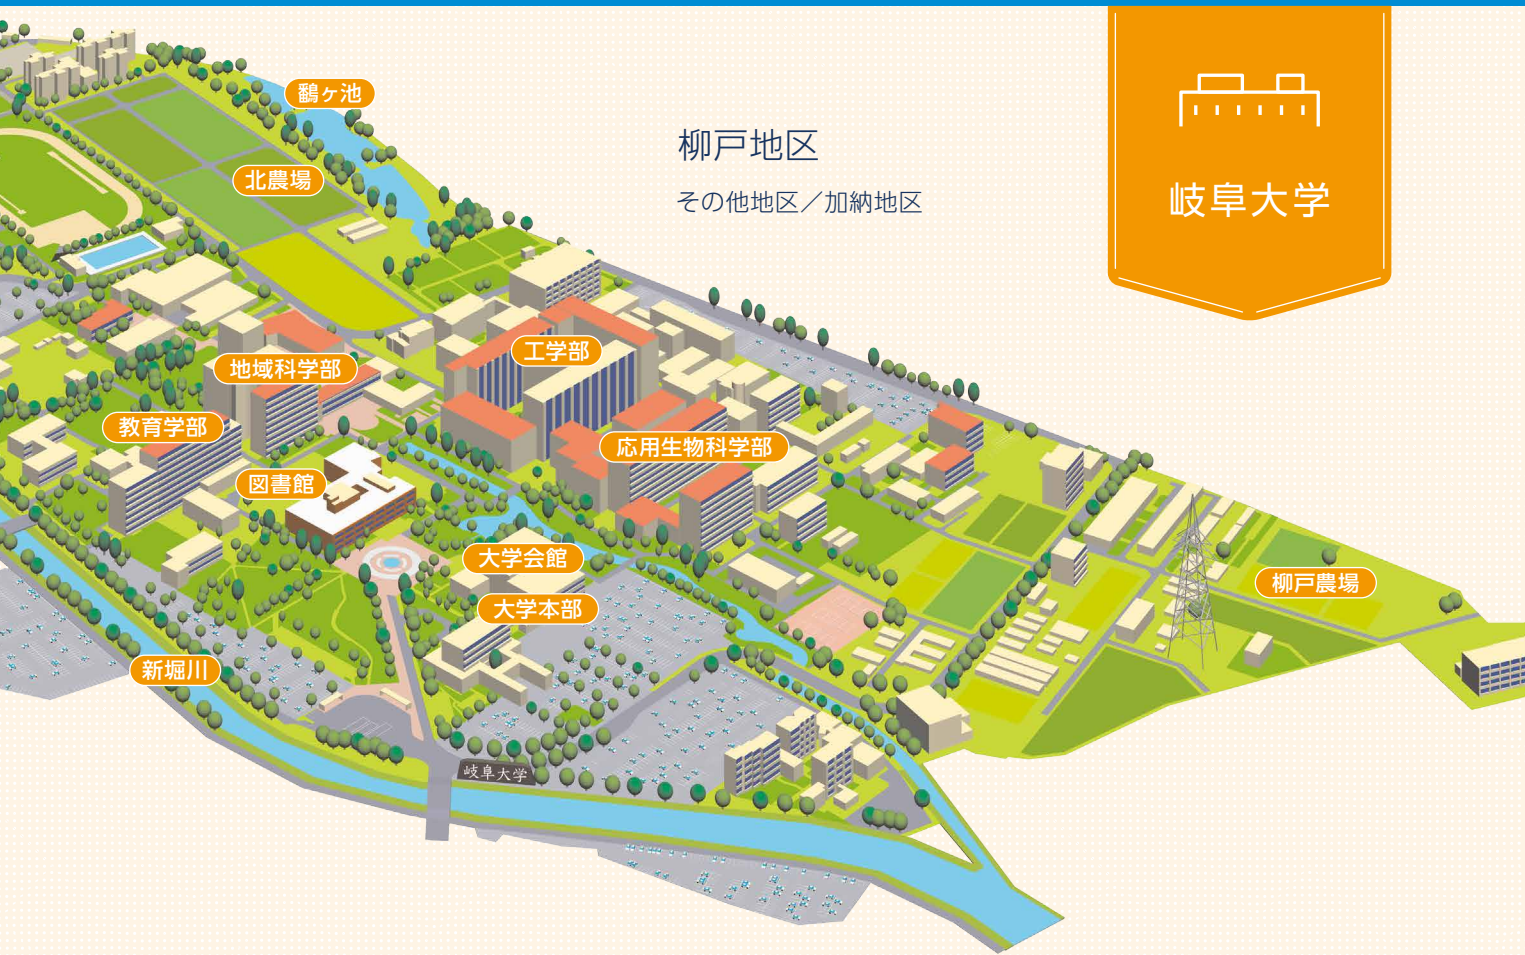 岐阜大学
柳戸地区
その他地区／加納地区
鷭ヶ池
北農場
工学部
地域科学部
教育学部
応用生物科学部
図書館
大学会館
大学本部
柳戸農場
新堀川
岐阜大学